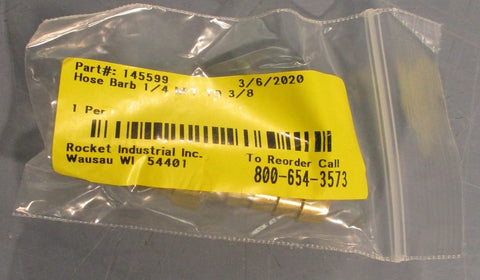 Part#: 145599 3/6/2020
Hose Barb 1/4 TO 3/8
1 Per
Rocket Industrial Inc. To Reorder Call
Wausau WI 54401 800-654-3573